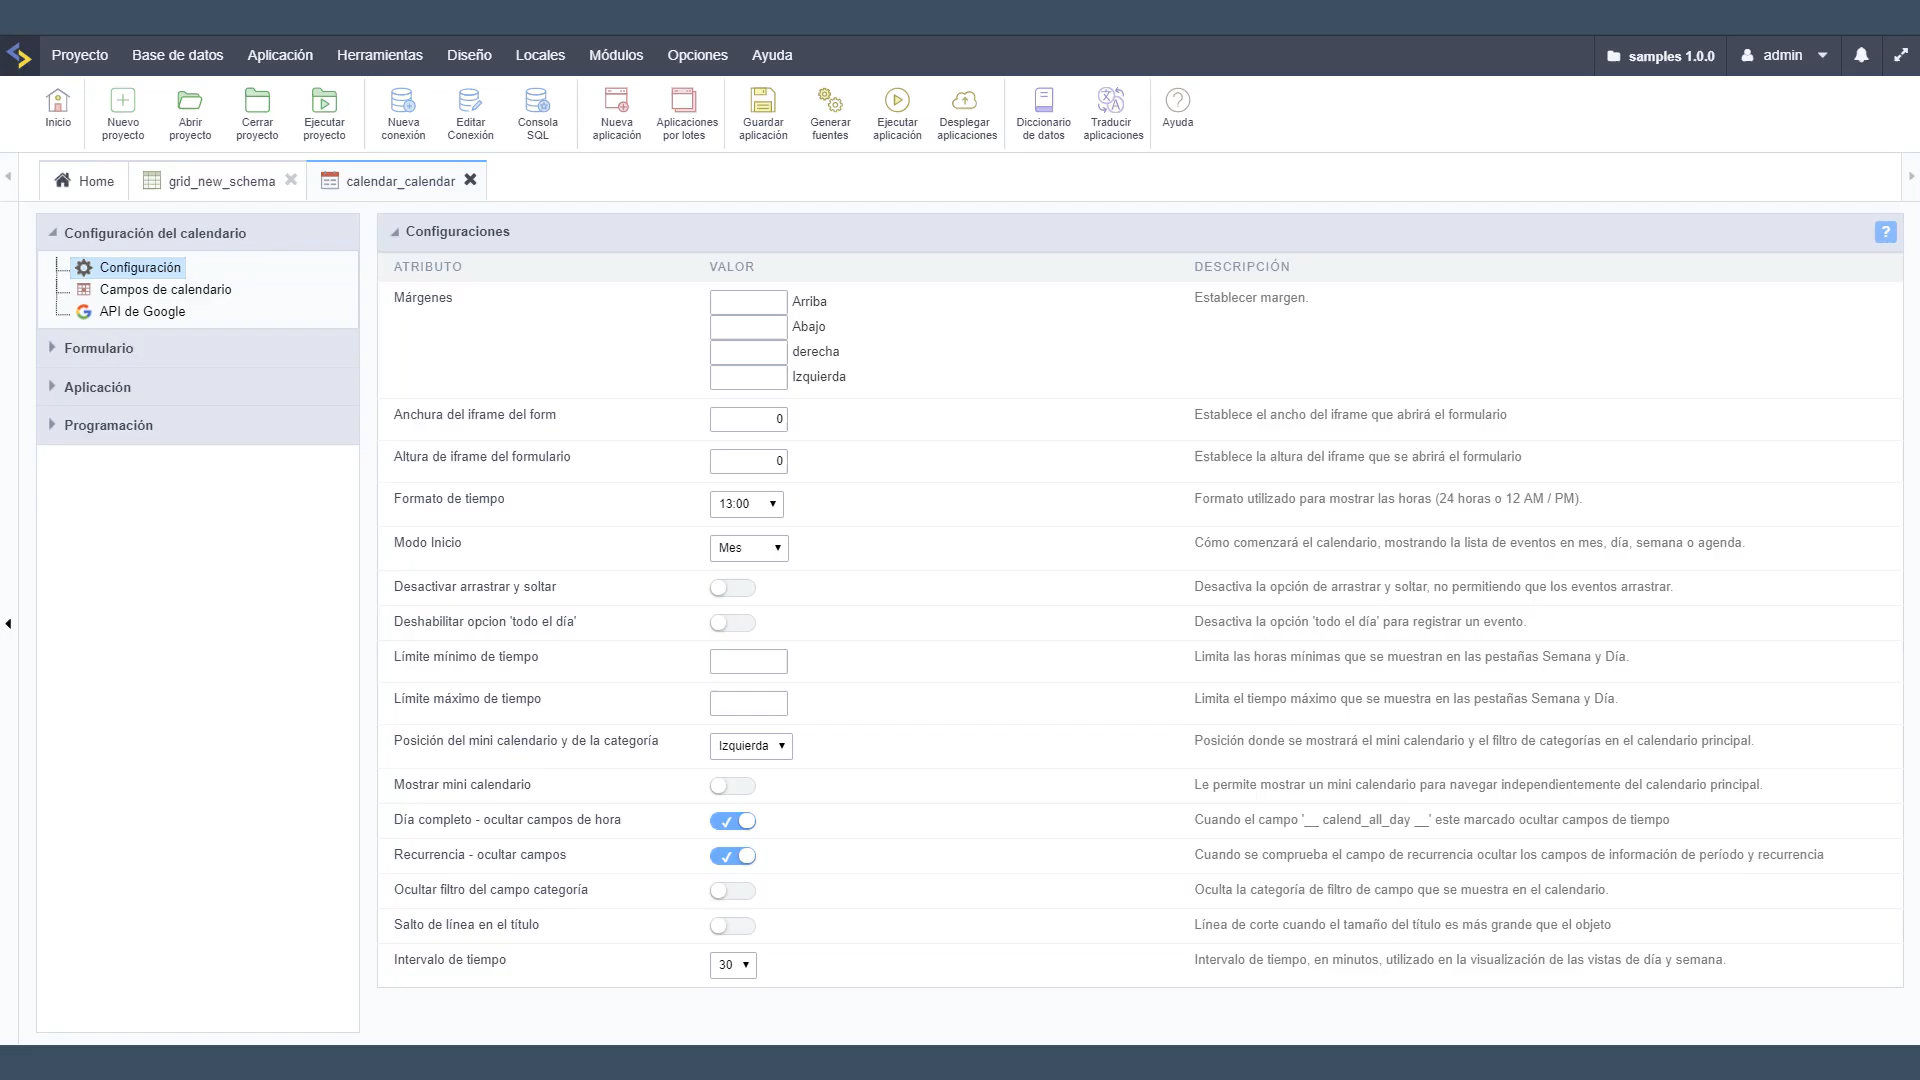 Proyecto Base de datos Aplicación Herramientas Diseño Locales Módulos Opciones Ayuda samples 1.0.0 admin
Inicio
Nuevo proyecto
Abrir proyecto
Cerrar proyecto
Ejecutar proyecto
Nueva conexión
Editar Conexión
Consola SQL
Nueva aplicación
Aplicaciones por lotes
Guardar aplicación
Generar fuentes
Ejecutar aplicación
Desplegar aplicaciones
Diccionario de datos
Traducir aplicaciones
Ayuda
Home grid_new_schema calendar_calendar
Configuración del calendario
Configuración
Campos de calendario
API de Google
Formulario
Aplicación
Programación
Configuraciones ?
ATRIBUTO VALOR DESCRIPCIÓN
Márgenes Arriba Establecer margen.
Abajo
derecha
Izquierda
Anchura del iframe del form 0 Establece el ancho del iframe que abrirá el formulario
Altura de iframe del formulario 0 Establece la altura del iframe que se abrirá el formulario
Formato de tiempo 13:00 Formato utilizado para mostrar las horas (24 horas o 12 AM / PM).
Modo Inicio Mes Cómo comenzará el calendario, mostrando la lista de eventos en mes, día, semana o agenda.
Desactivar arrastrar y soltar Desactiva la opción de arrastrar y soltar, no permitiendo que los eventos arrastrar.
Deshabilitar opcion 'todo el día' Desactiva la opción 'todo el día' para registrar un evento.
Límite mínimo de tiempo Limita las horas mínimas que se muestran en las pestañas Semana y Día.
Límite máximo de tiempo Limita el tiempo máximo que se muestra en las pestañas Semana y Día.
Posición del mini calendario y de la categoría Izquierda Posición donde se mostrará el mini calendario y el filtro de categorías en el calendario principal.
Mostrar mini calendario Le permite mostrar un mini calendario para navegar independientemente del calendario principal.
Día completo - ocultar campos de hora Cuando el campo '__ calend_all_day __' este marcado ocultar campos de tiempo
Recurrencia - ocultar campos Cuando se comprueba el campo de recurrencia ocultar los campos de información de período y recurrencia
Ocultar filtro del campo categoría Oculta la categoría de filtro de campo que se muestra en el calendario.
Salto de línea en el título Línea de corte cuando el tamaño del título es más grande que el objeto
Intervalo de tiempo 30 Intervalo de tiempo, en minutos, utilizado en la visualización de las vistas de día y semana.